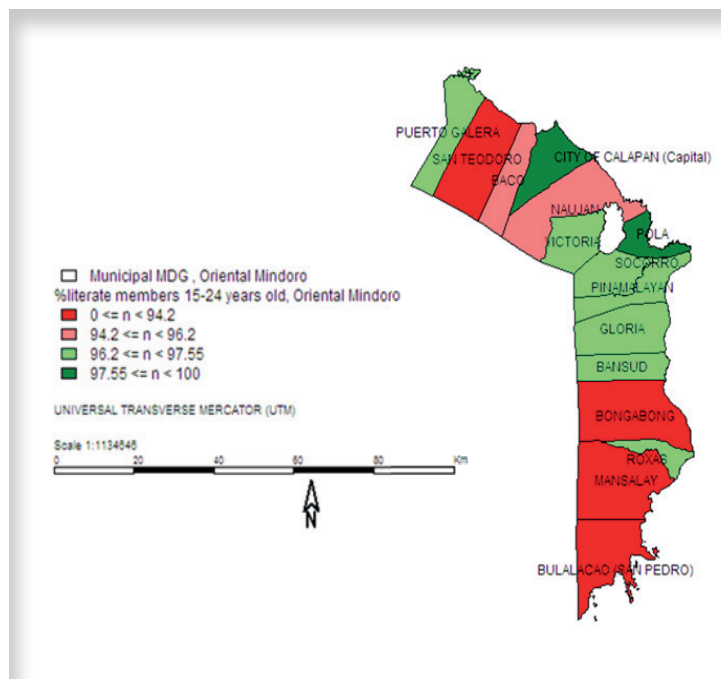 PUERTO GALERA
SAN TEODORO
BACO
CITY OF CALAPAN (Capital)
NAUJAN
VICTORIA
POLA
SOCORRO
PINAMALAYAN
GLORIA
BANSUD
BONGABONG
ROXAS
MANSALAY
BULALACAO (SAN PEDRO)
Municipal MDG , Oriental Mindoro
%literate members 15-24 years old, Oriental Mindoro
0 <= n < 94.2
94.2 <= n < 96.2
96.2 <= n < 97.55
97.55 <= n < 100
UNIVERSAL TRANSVERSE MERCATOR (UTM)
Scale 1:1134646
0 20 40 60 80 Km
N